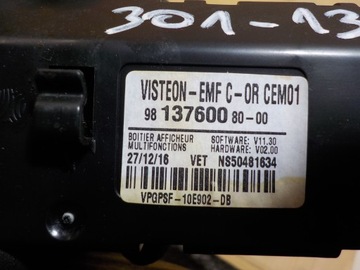 301-13
VISTEON-EMF C-OR CEM01
98 137600 80-00
BOITIER AFFICHEUR SOFTWARE: V11.30
MULTIFONCTIONS HARDWARE: V02.00
27/12/16 VET NS50481634
VPGPSF-10E902-DB